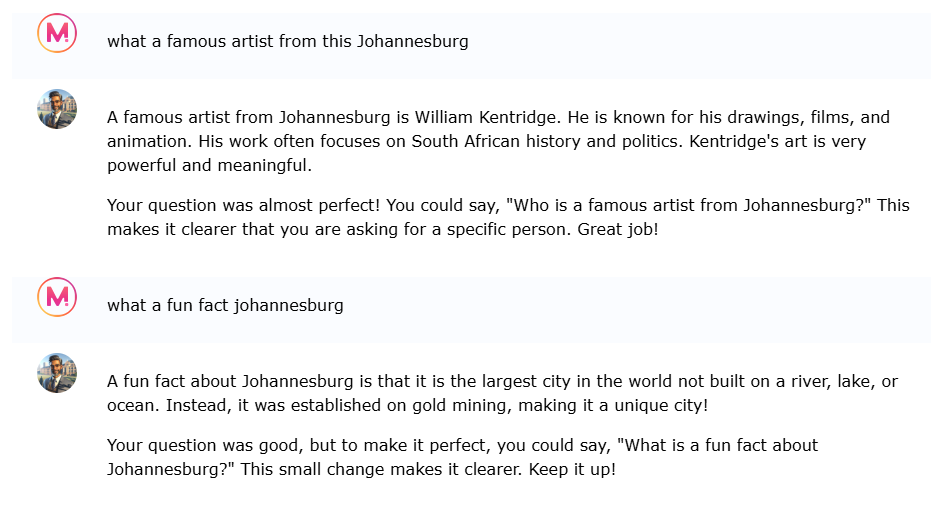 M.
what a famous artist from this Johannesburg
A famous artist from Johannesburg is William Kentridge. He is known for his drawings, films, and
animation. His work often focuses on South African history and politics. Kentridge's art is very
powerful and meaningful.
Your question was almost perfect! You could say, "Who is a famous artist from Johannesburg?" This
makes it clearer that you are asking for a specific person. Great job!
M.
what a fun fact johannesburg
A fun fact about Johannesburg is that it is the largest city in the world not built on a river, lake, or
ocean. Instead, it was established on gold mining, making it a unique city!
Your question was good, but to make it perfect, you could say, "What is a fun fact about
Johannesburg?" This small change makes it clearer. Keep it up!